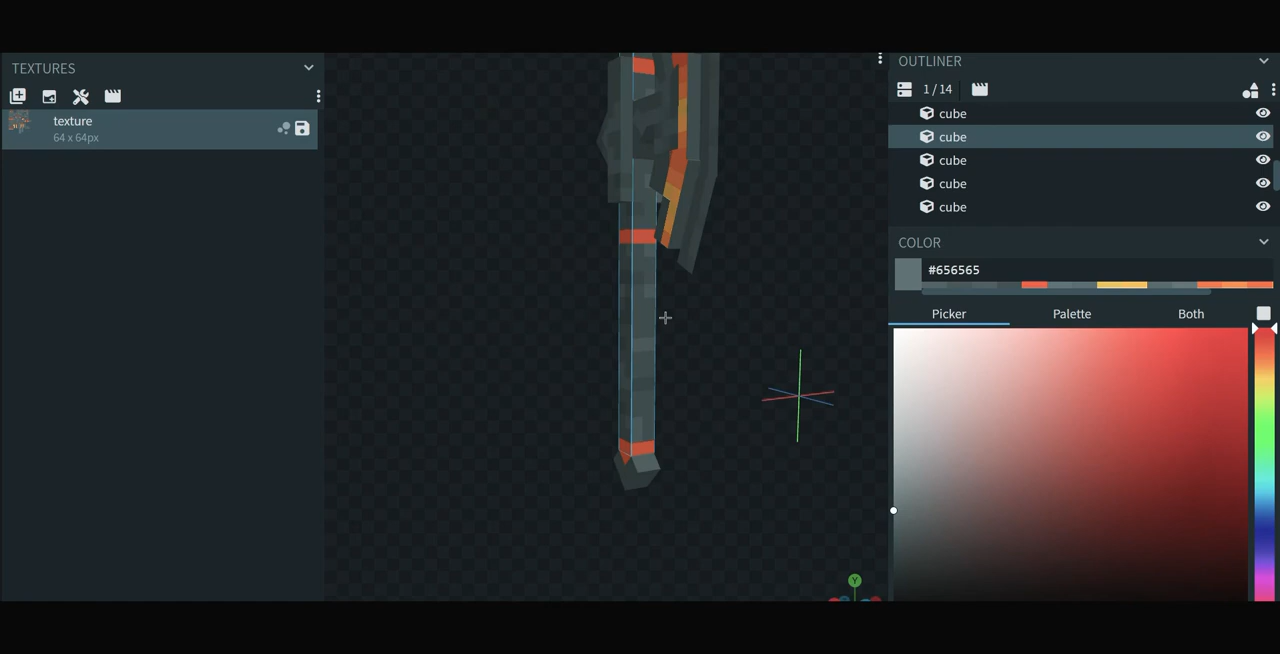 TEXTURES
texture
64 x 64px
Y
OUTLINER
1 / 14
cube
cube
cube
cube
cube
COLOR
#656565
Picker Palette Both